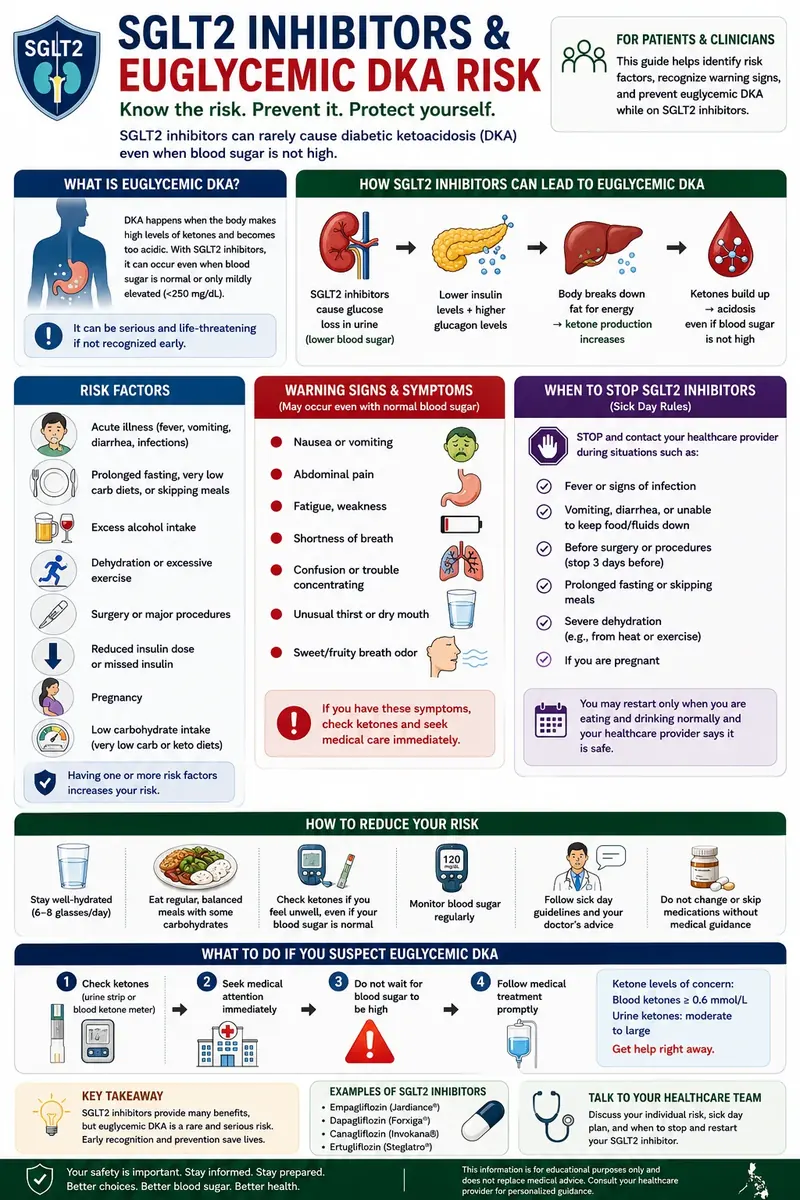 SGLT2
SGLT2 INHIBITORS &
EUGLYCEMIC DKA RISK
Know the risk. Prevent it. Protect yourself.
SGLT2 inhibitors can rarely cause diabetic ketoacidosis (DKA)
even when blood sugar is not high.
FOR PATIENTS & CLINICIANS
This guide helps identify risk
factors, recognize warning signs,
and prevent euglycemic DKA
while on SGLT2 inhibitors.
WHAT IS EUGLYCEMIC DKA?
DKA happens when the body makes
high levels of ketones and becomes
too acidic. With SGLT2 inhibitors,
it can occur even when blood
sugar is normal or only mildly
elevated (<250 mg/dL).
!
It can be serious and life-threatening
if not recognized early.
HOW SGLT2 INHIBITORS CAN LEAD TO EUGLYCEMIC DKA
SGLT2 inhibitors
cause glucose
loss in urine
(lower blood sugar)
Lower insulin
levels + higher
glucagon levels
Body breaks down
fat for energy
→ ketone production
increases
Ketones build up
→ acidosis
even if blood sugar
is not high
RISK FACTORS
Acute illness (fever, vomiting,
diarrhea, infections)
Prolonged fasting, very low
carb diets, or skipping meals
Excess alcohol intake
Dehydration or excessive
exercise
Surgery or major procedures
Reduced insulin dose
or missed insulin
Pregnancy
Low carbohydrate intake
(very low carb or keto diets)
Having one or more risk factors
increases your risk.
WARNING SIGNS & SYMPTOMS
(May occur even with normal blood sugar)
Nausea or vomiting
Abdominal pain
Fatigue, weakness
Shortness of breath
Confusion or trouble
concentrating
Unusual thirst or dry mouth
Sweet/fruity breath odor
!
If you have these symptoms,
check ketones and seek
medical care immediately.
WHEN TO STOP SGLT2 INHIBITORS
(Sick Day Rules)
STOP and contact your healthcare provider
during situations such as:
Fever or signs of infection
Vomiting, diarrhea, or unable
to keep food/fluids down
Before surgery or procedures
(stop 3 days before)
Prolonged fasting or skipping
meals
Severe dehydration
(e.g., from heat or exercise)
If you are pregnant
You may restart only when you are
eating and drinking normally and
your healthcare provider says it
is safe.
HOW TO REDUCE YOUR RISK
Stay well-hydrated
(6–8 glasses/day)
Eat regular, balanced
meals with some
carbohydrates
Check ketones if you
feel unwell, even if your
blood sugar is normal
120
mg/dL
Monitor blood sugar
regularly
Follow sick day
guidelines and your
doctor's advice
Do not change or skip
medications without
medical guidance
WHAT TO DO IF YOU SUSPECT EUGLYCEMIC DKA
1
Check ketones
(urine strip or
blood ketone meter)
2
Seek medical
attention
immediately
3
Do not wait for
blood sugar to
be high
!
4
Follow medical
treatment
promptly
Ketone levels of concern:
Blood ketones ≥ 0.6 mmol/L
Urine ketones: moderate
to large
Get help right away.
KEY TAKEAWAY
SGLT2 inhibitors provide many benefits,
but euglycemic DKA is a rare and serious risk.
Early recognition and prevention save lives.
EXAMPLES OF SGLT2 INHIBITORS
• Empagliflozin (Jardiance®)
• Dapagliflozin (Forxiga®)
• Canagliflozin (Invokana®)
• Ertugliflozin (Steglatro®)
TALK TO YOUR HEALTHCARE TEAM
Discuss your individual risk, sick day
plan, and when to stop and restart
your SGLT2 inhibitor.
Your safety is important. Stay informed. Stay prepared.
Better choices. Better blood sugar. Better health.
This information is for educational purposes only and
does not replace medical advice. Consult your healthcare
provider for personalized guidance.